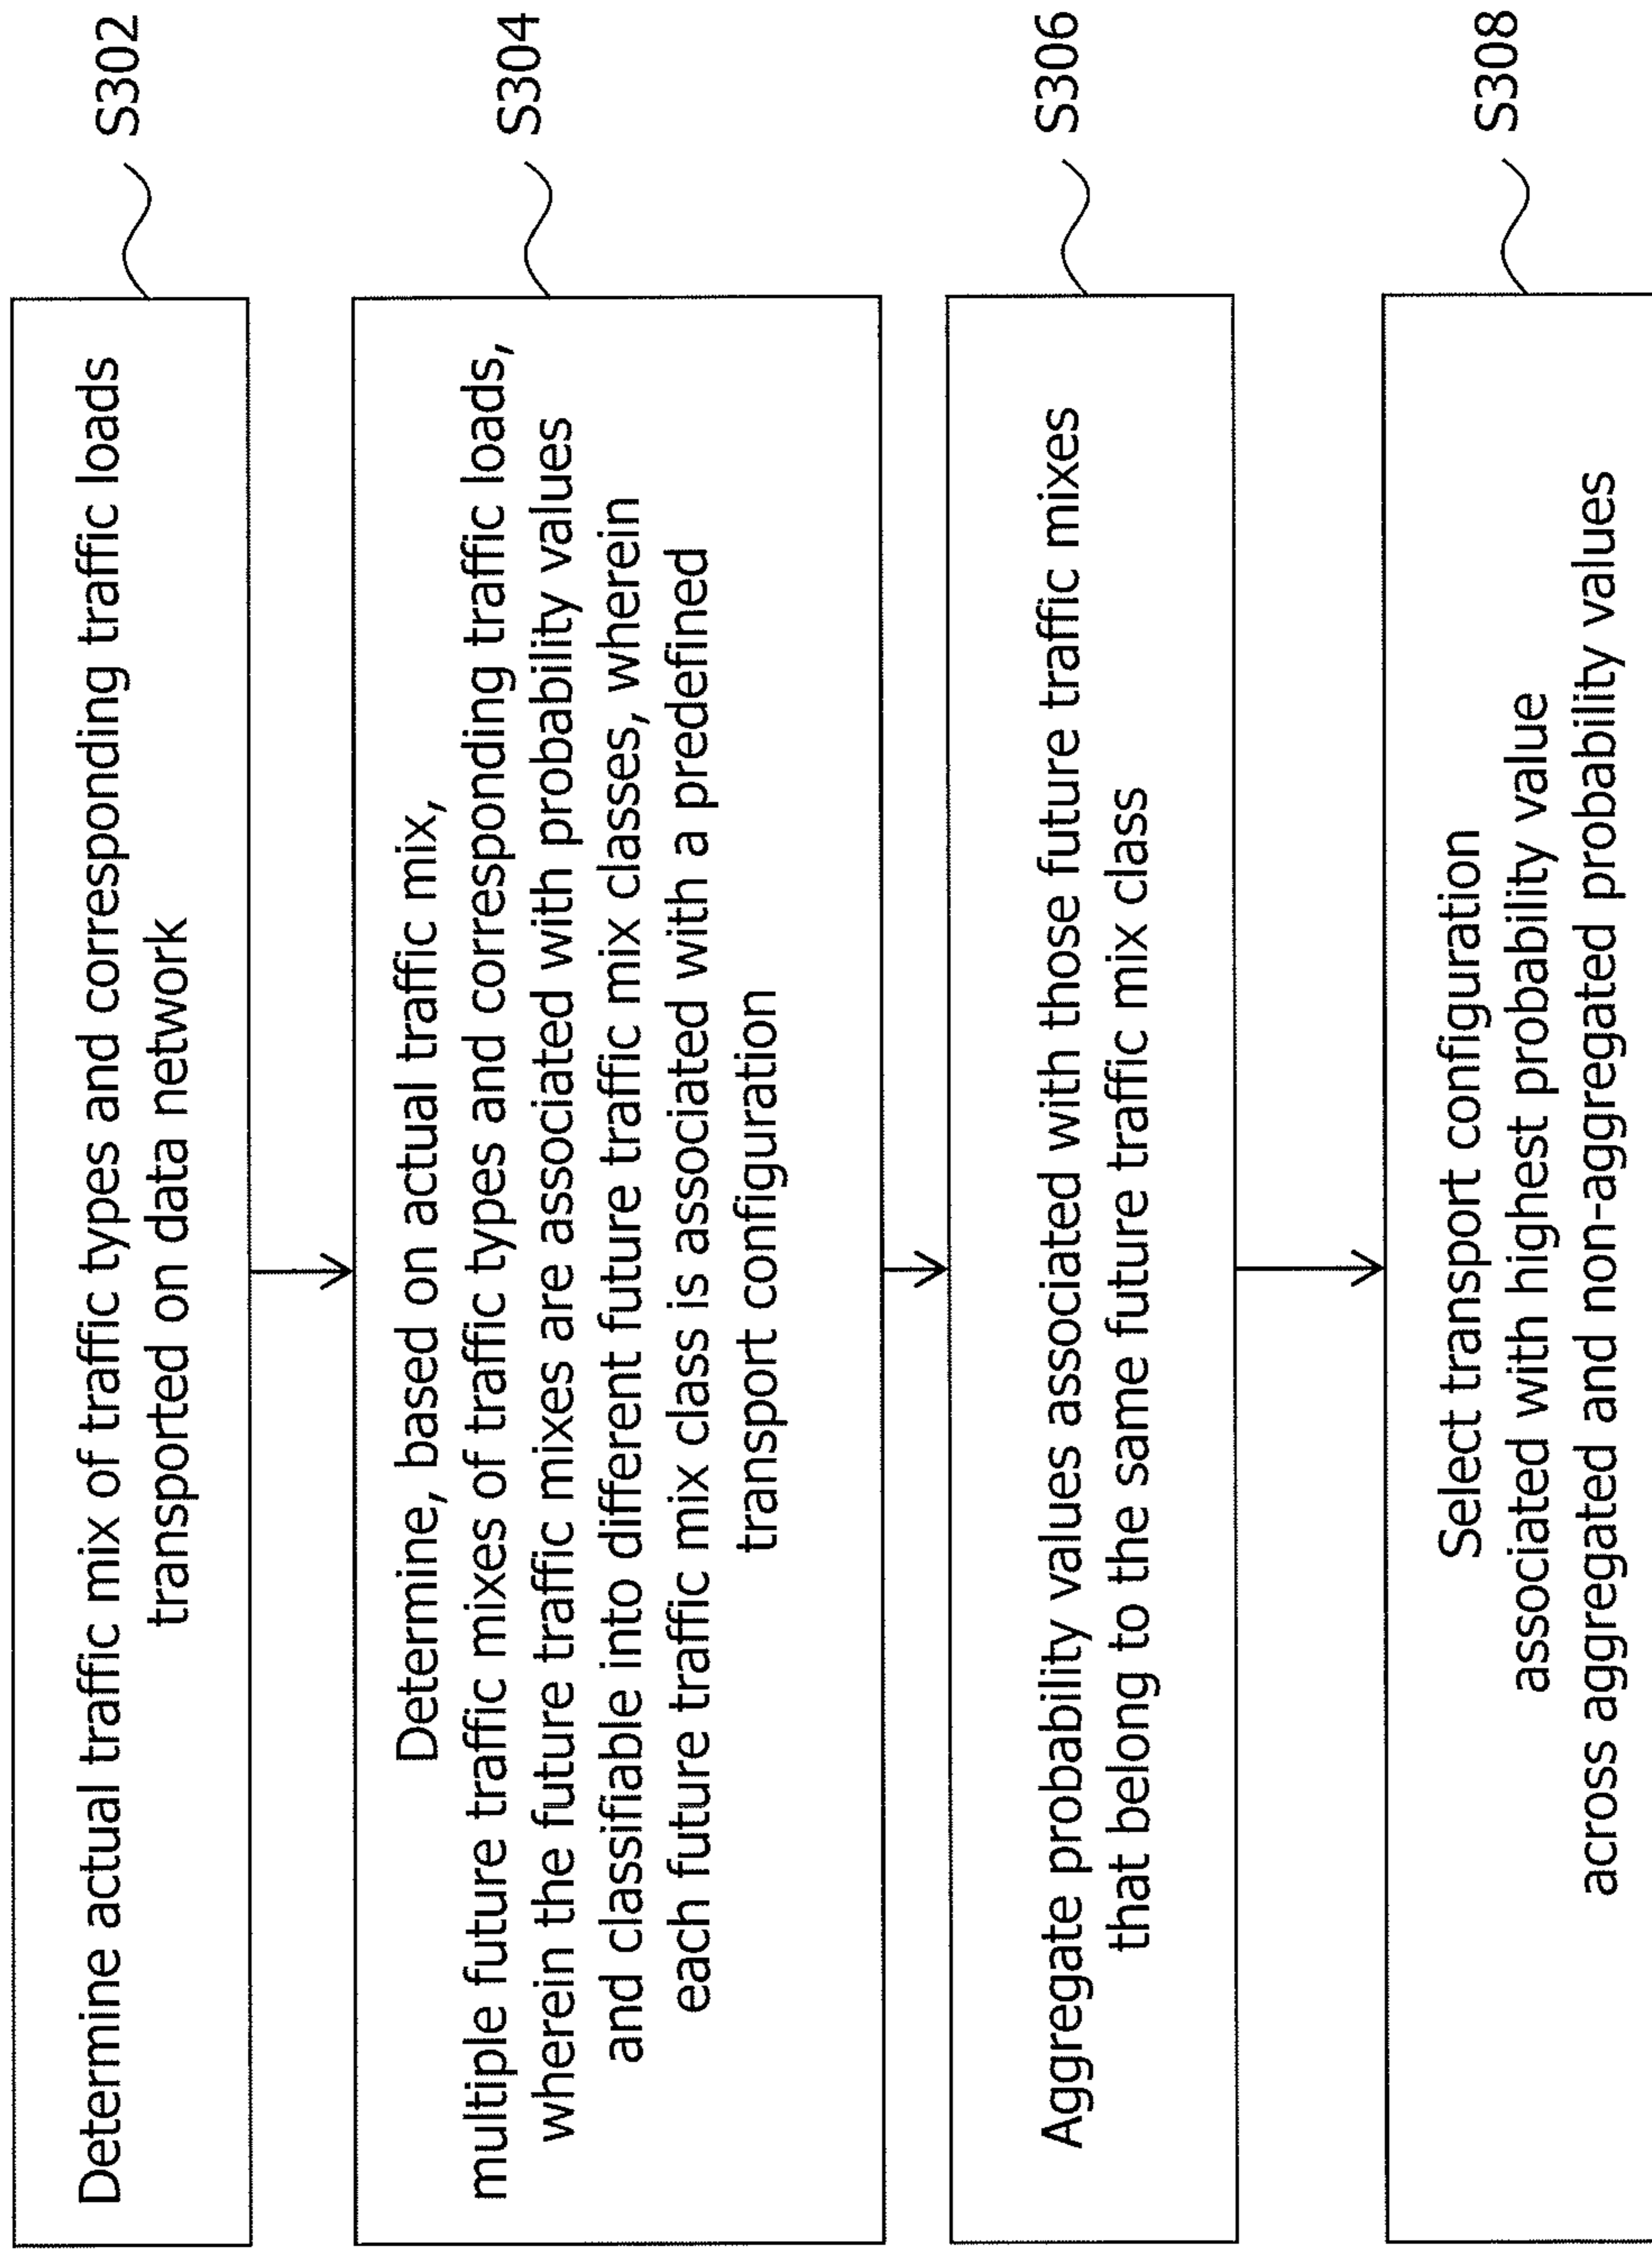 Determine actual traffic mix of traffic types and corresponding traffic loads
transported on data network
S302
Determine, based on actual traffic mix,
multiple future traffic mixes of traffic types and corresponding traffic loads,
wherein the future traffic mixes are associated with probability values
and classifiable into different future traffic mix classes, wherein
each future traffic mix class is associated with a predefined
transport configuration
S304
Aggregate probability values associated with those future traffic mixes
that belong to the same future traffic mix class
S306
Select transport configuration
associated with highest probability value
across aggregated and non-aggregated probability values
S308